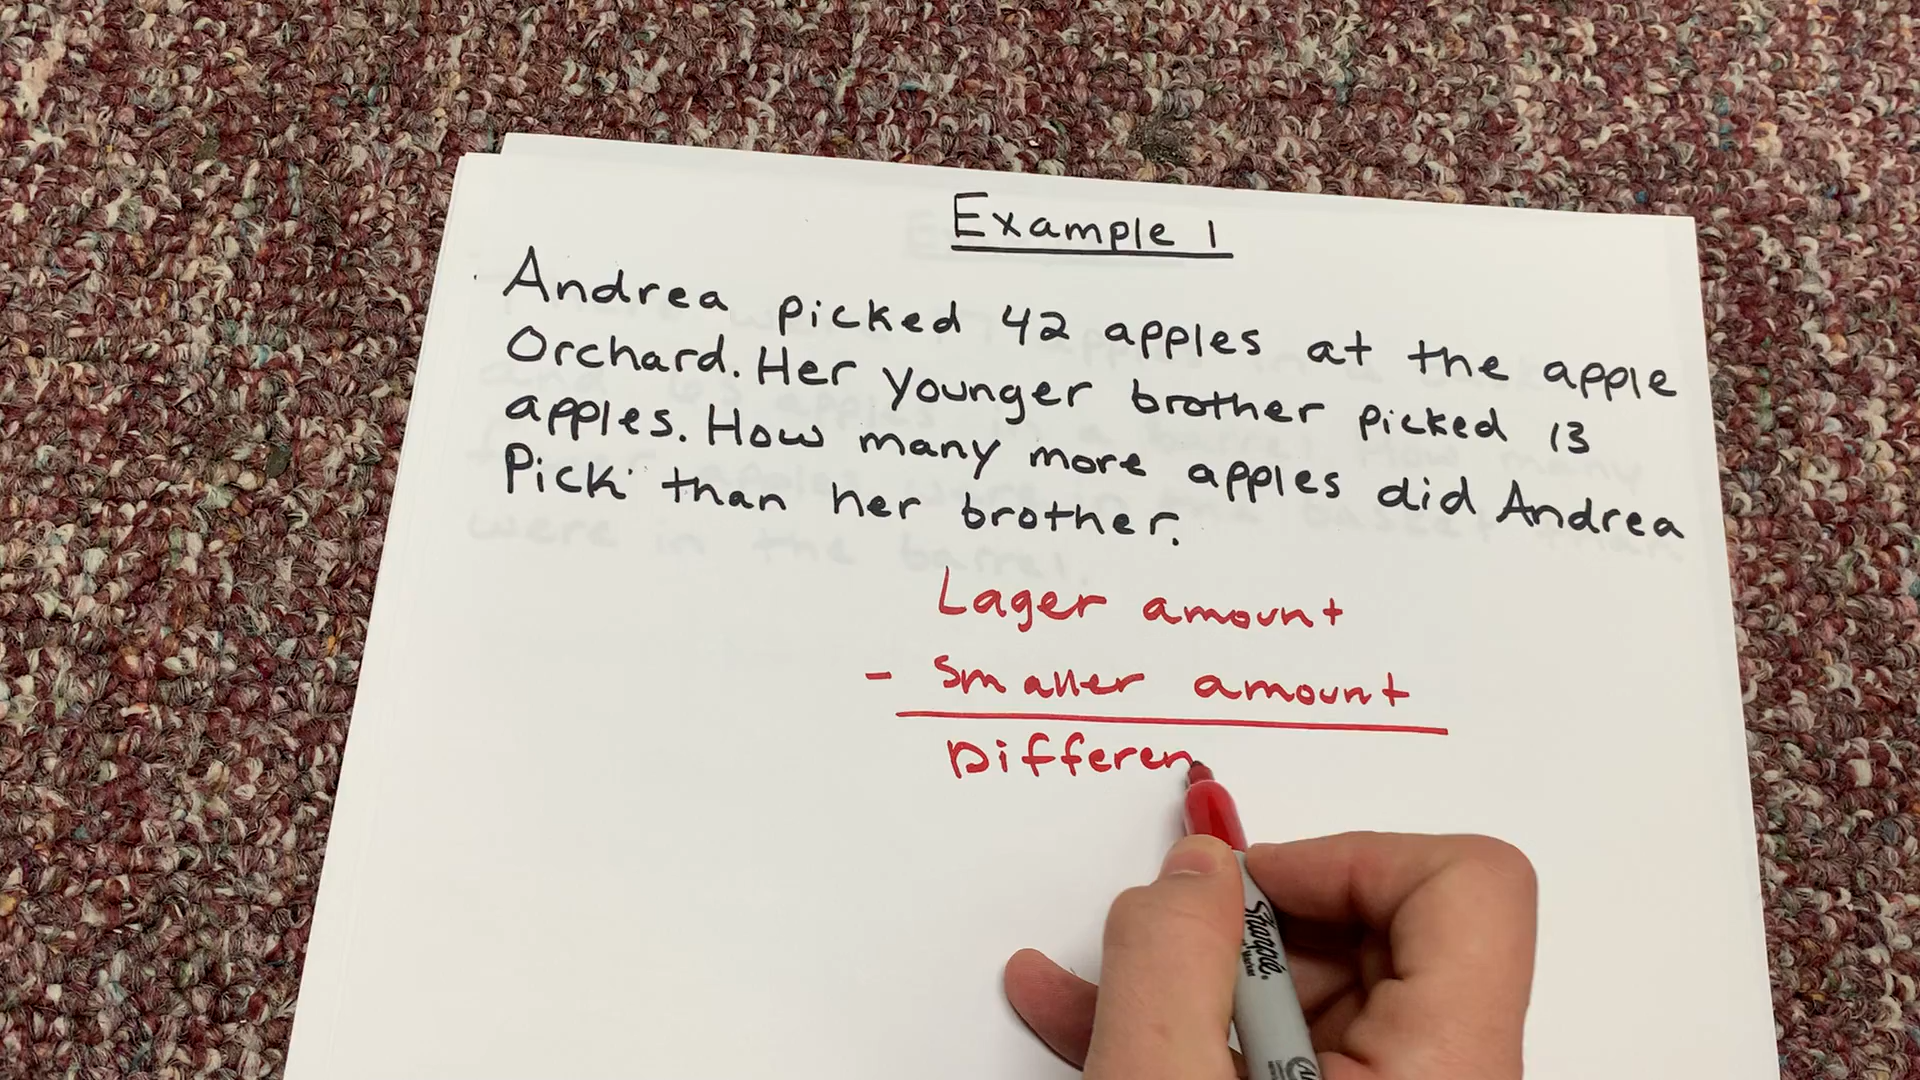 Example 1
Andrea picked 42 apples at the apple
Orchard. Her younger brother picked 13
apples. How many more apples did Andrea
Pick than her brother.
Lager amount
- Smaller amount
Differen
Sharpie